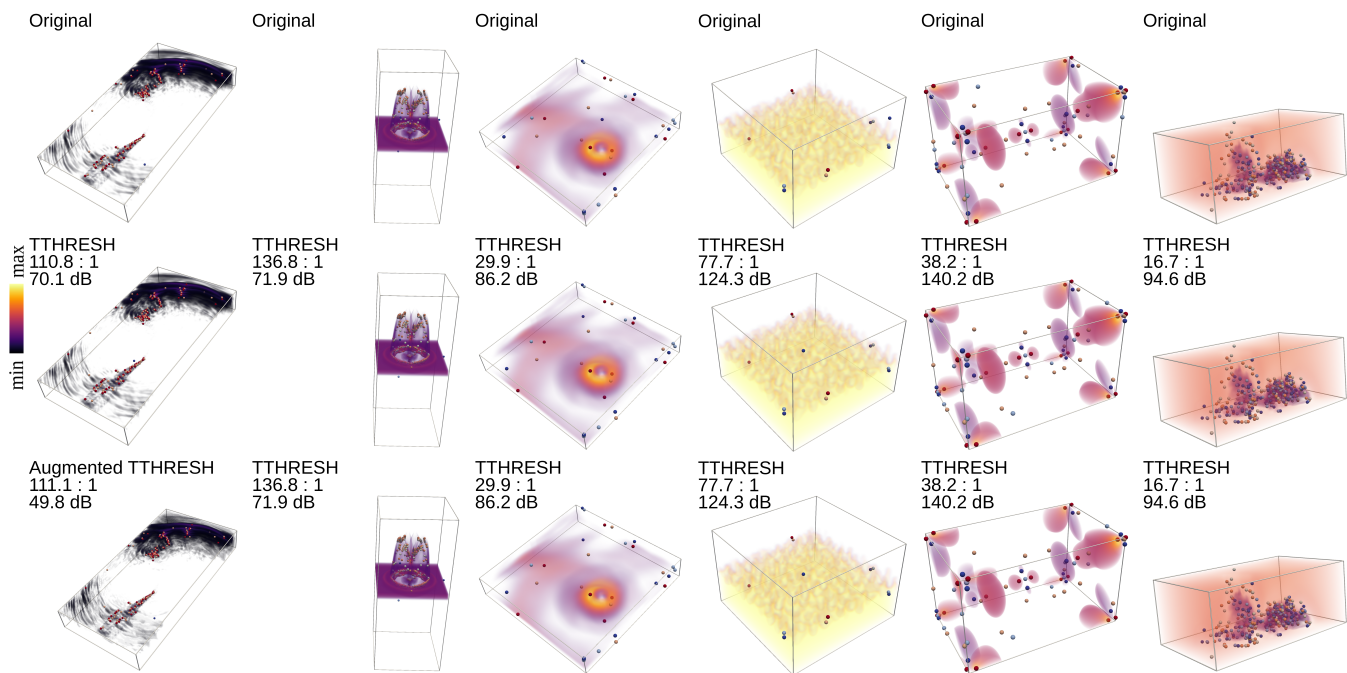 Original
Original
Original
Original
Original
Original
TTHRESH
110.8 : 1
70.1 dB
TTHRESH
136.8 : 1
71.9 dB
TTHRESH
29.9 : 1
86.2 dB
TTHRESH
77.7 : 1
124.3 dB
TTHRESH
38.2 : 1
140.2 dB
TTHRESH
16.7 : 1
94.6 dB
max
min
Augmented TTHRESH
111.1 : 1
49.8 dB
TTHRESH
136.8 : 1
71.9 dB
TTHRESH
29.9 : 1
86.2 dB
TTHRESH
77.7 : 1
124.3 dB
TTHRESH
38.2 : 1
140.2 dB
TTHRESH
16.7 : 1
94.6 dB